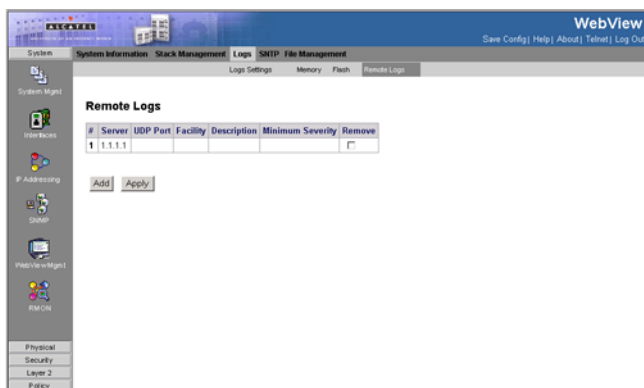 ALCATEL
WebView
Save Config| Help| About| Telnet| Log Out
System
System Information Stack Management Logs SNTP File Management
Logs Settings Memory Flash Remote Logs
System Mgmt
Interfaces
IP Addressing
SNMP
WebViewMgmt
RMON
Remote Logs
# Server UDP Port Facility Description Minimum Severity Remove
1 1.1.1.1
Add Apply
Physical
Security
Layer 2
Policy